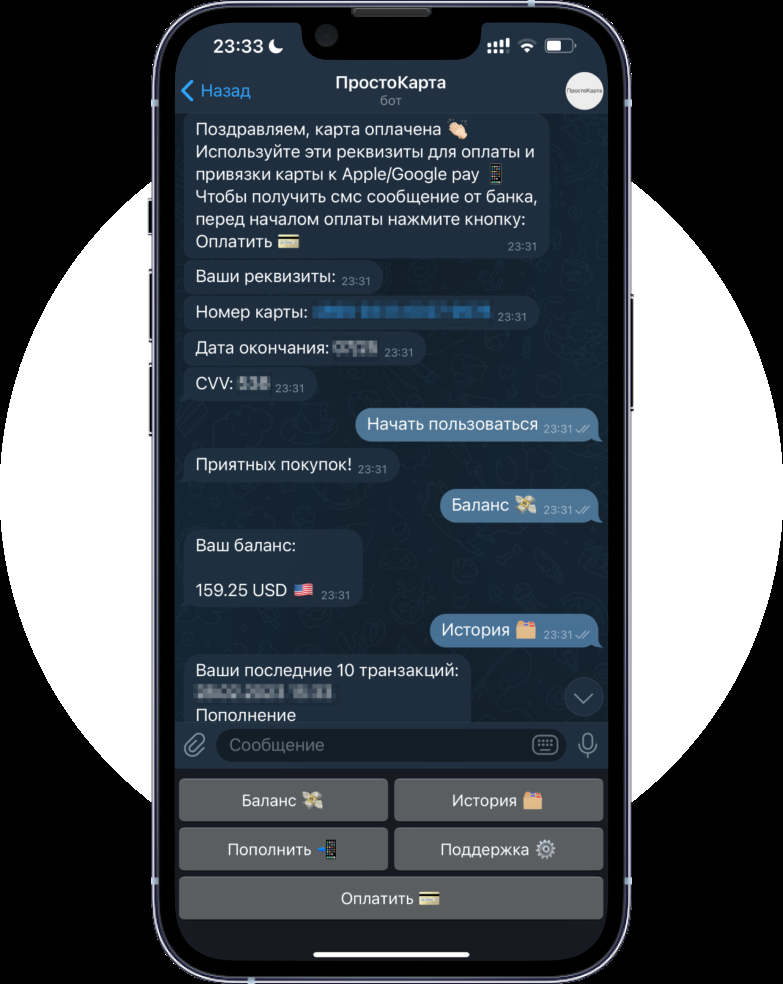 23:33
Назад
ПростоКарта
бот
ПростоКарта
Поздравляем, карта оплачена 👏🏻
Используйте эти реквизиты для оплаты и
привязки карты к Apple/Google pay 📱
Чтобы получить смс сообщение от банка,
перед началом оплаты нажмите кнопку:
Оплатить 💳 23:31
Ваши реквизиты: 23:31
Номер карты: 23:31
Дата окончания: 23:31
CVV: 23:31
Начать пользоваться 23:31
Приятных покупок! 23:31
Баланс 💸 23:31
Ваш баланс:
159.25 USD 🇺🇸 23:31
История 🗂 23:31
Ваши последние 10 транзакций:
Пополнение
Сообщение
Баланс 💸
История 🗂
Пополнить 📲
Поддержка ⚙️
Оплатить 💳